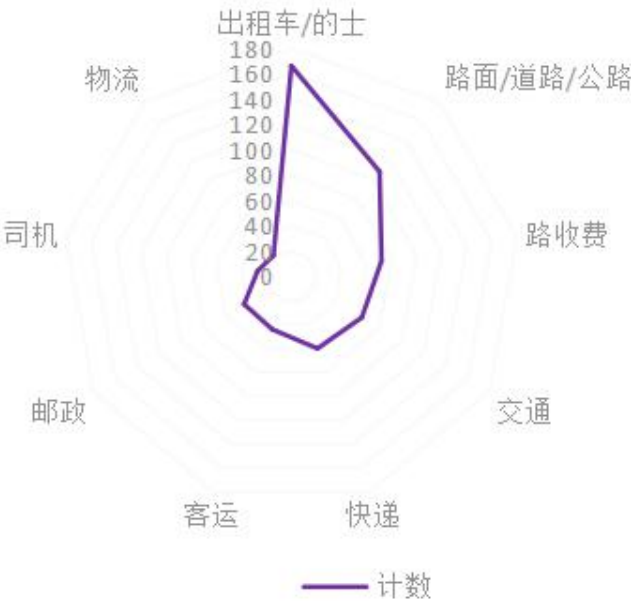 出租车/的士
180
160
140
120
100
80
60
40
20
0
物流
路面/道路/公路
司机
路收费
邮政
交通
客运
快递
计数